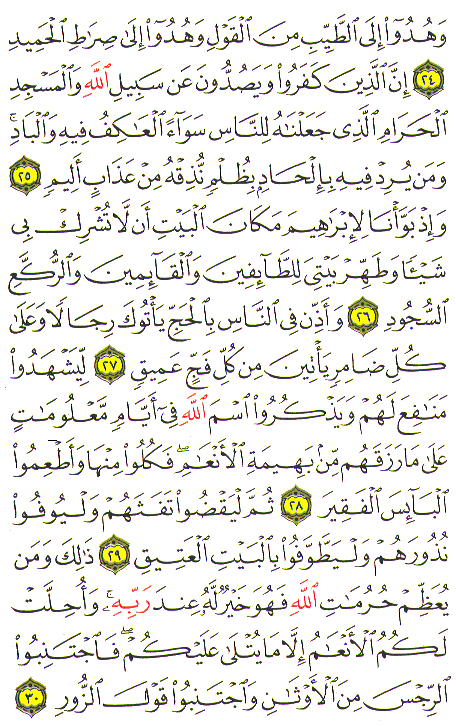 وَهُدُوٓا۟ إِلَى ٱلطَّيِّبِ مِنَ ٱلْقَوْلِ وَهُدُوٓا۟ إِلَىٰ صِرَٰطِ ٱلْحَمِيدِ
٢٤ إِنَّ ٱلَّذِينَ كَفَرُوا۟ وَيَصُدُّونَ عَن سَبِيلِ ٱللَّهِ وَٱلْمَسْجِدِ
ٱلْحَرَامِ ٱلَّذِى جَعَلْنَٰهُ لِلنَّاسِ سَوَآءً ٱلْعَٰكِفُ فِيهِ وَٱلْبَادِ ۚ
وَمَن يُرِدْ فِيهِ بِإِلْحَادٍۭ بِظُلْمٍ نُّذِقْهُ مِنْ عَذَابٍ أَلِيمٍ ٢٥
وَإِذْ بَوَّأْنَا لِإِبْرَٰهِيمَ مَكَانَ ٱلْبَيْتِ أَن لَّا تُشْرِكْ بِى
شَيْـًٔا وَطَهِّرْ بَيْتِىَ لِلطَّآئِفِينَ وَٱلْقَآئِمِينَ وَٱلرُّكَّعِ
ٱلسُّجُودِ ٢٦ وَأَذِّن فِى ٱلنَّاسِ بِٱلْحَجِّ يَأْتُوكَ رِجَالًا وَعَلَىٰ
كُلِّ ضَامِرٍ يَأْتِينَ مِن كُلِّ فَجٍّ عَمِيقٍ ٢٧ لِّيَشْهَدُوا۟
مَنَٰفِعَ لَهُمْ وَيَذْكُرُوا۟ ٱسْمَ ٱللَّهِ فِىٓ أَيَّامٍ مَّعْلُومَٰتٍ
عَلَىٰ مَا رَزَقَهُم مِّنۢ بَهِيمَةِ ٱلْأَنْعَٰمِ ۖ فَكُلُوا۟ مِنْهَا وَأَطْعِمُوا۟
ٱلْبَآئِسَ ٱلْفَقِيرَ ٢٨ ثُمَّ لْيَقْضُوا۟ تَفَثَهُمْ وَلْيُوفُوا۟
نُذُورَهُمْ وَلْيَطَّوَّفُوا۟ بِٱلْبَيْتِ ٱلْعَتِيقِ ٢٩ ذَٰلِكَ وَمَن
يُعَظِّمْ حُرُمَٰتِ ٱللَّهِ فَهُوَ خَيْرٌ لَّهُۥ عِندَ رَبِّهِۦ ۗ وَأُحِلَّتْ
لَكُمُ ٱلْأَنْعَٰمُ إِلَّا مَا يُتْلَىٰ عَلَيْكُمْ ۖ فَٱجْتَنِبُوا۟
ٱلرِّجْسَ مِنَ ٱلْأَوْثَٰنِ وَٱجْتَنِبُوا۟ قَوْلَ ٱلزُّورِ ٣٠